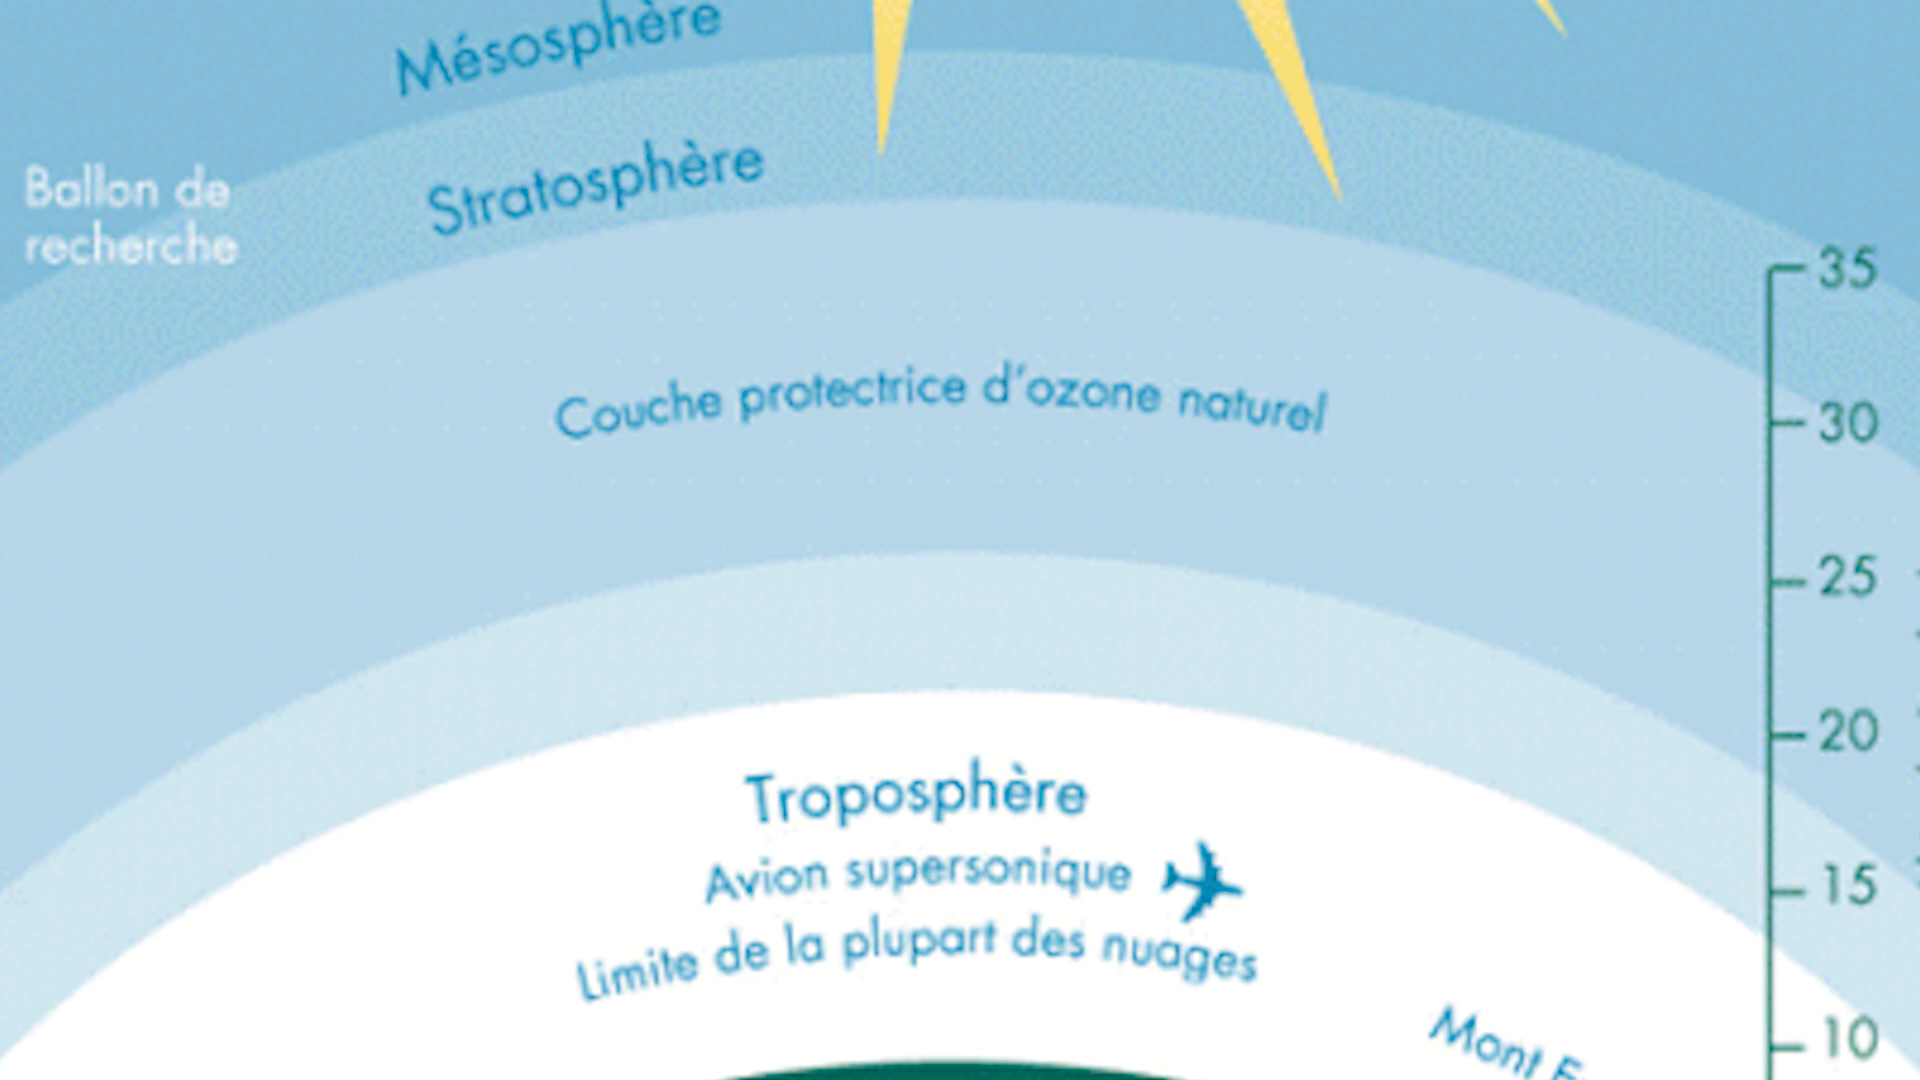 Mésosphère
Ballon de
recherche
Stratosphère
Couche protectrice d'ozone naturel
Troposphère
Avion supersonique
Limite de la plupart des nuages
Mont
35
30
25
20
15
10